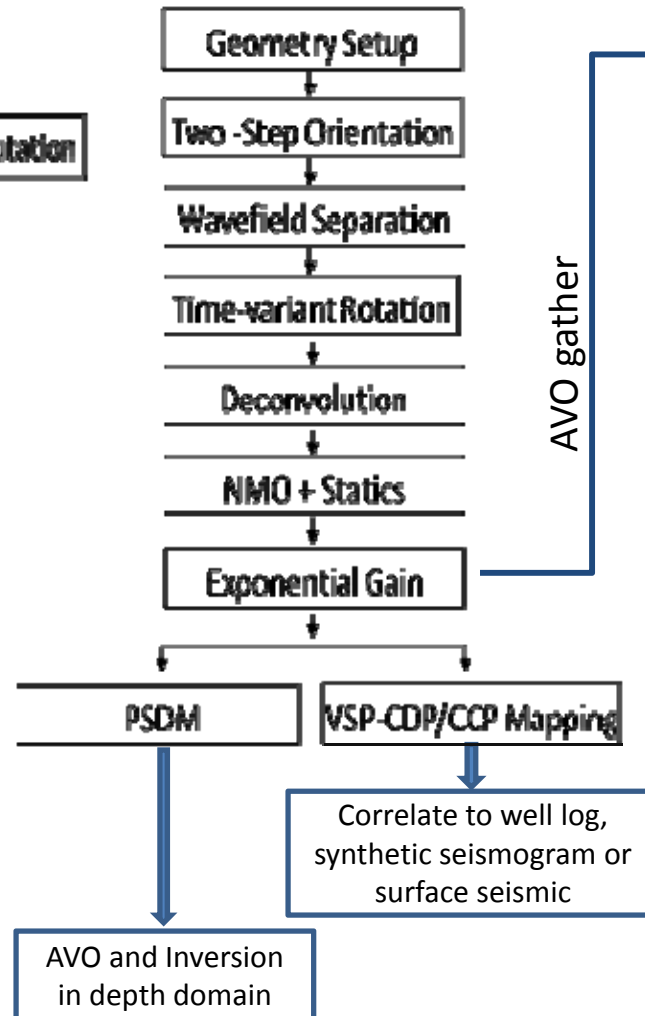 Geometry Setup
Two -Step Orientation
Wavefield Separation
Time-variant Rotation
Deconvolution
NMO + Statics
Exponential Gain
AVO gather
PSDM
VSP-CDP/CCP Mapping
Correlate to well log,
synthetic seismogram or
surface seismic
AVO and Inversion
in depth domain